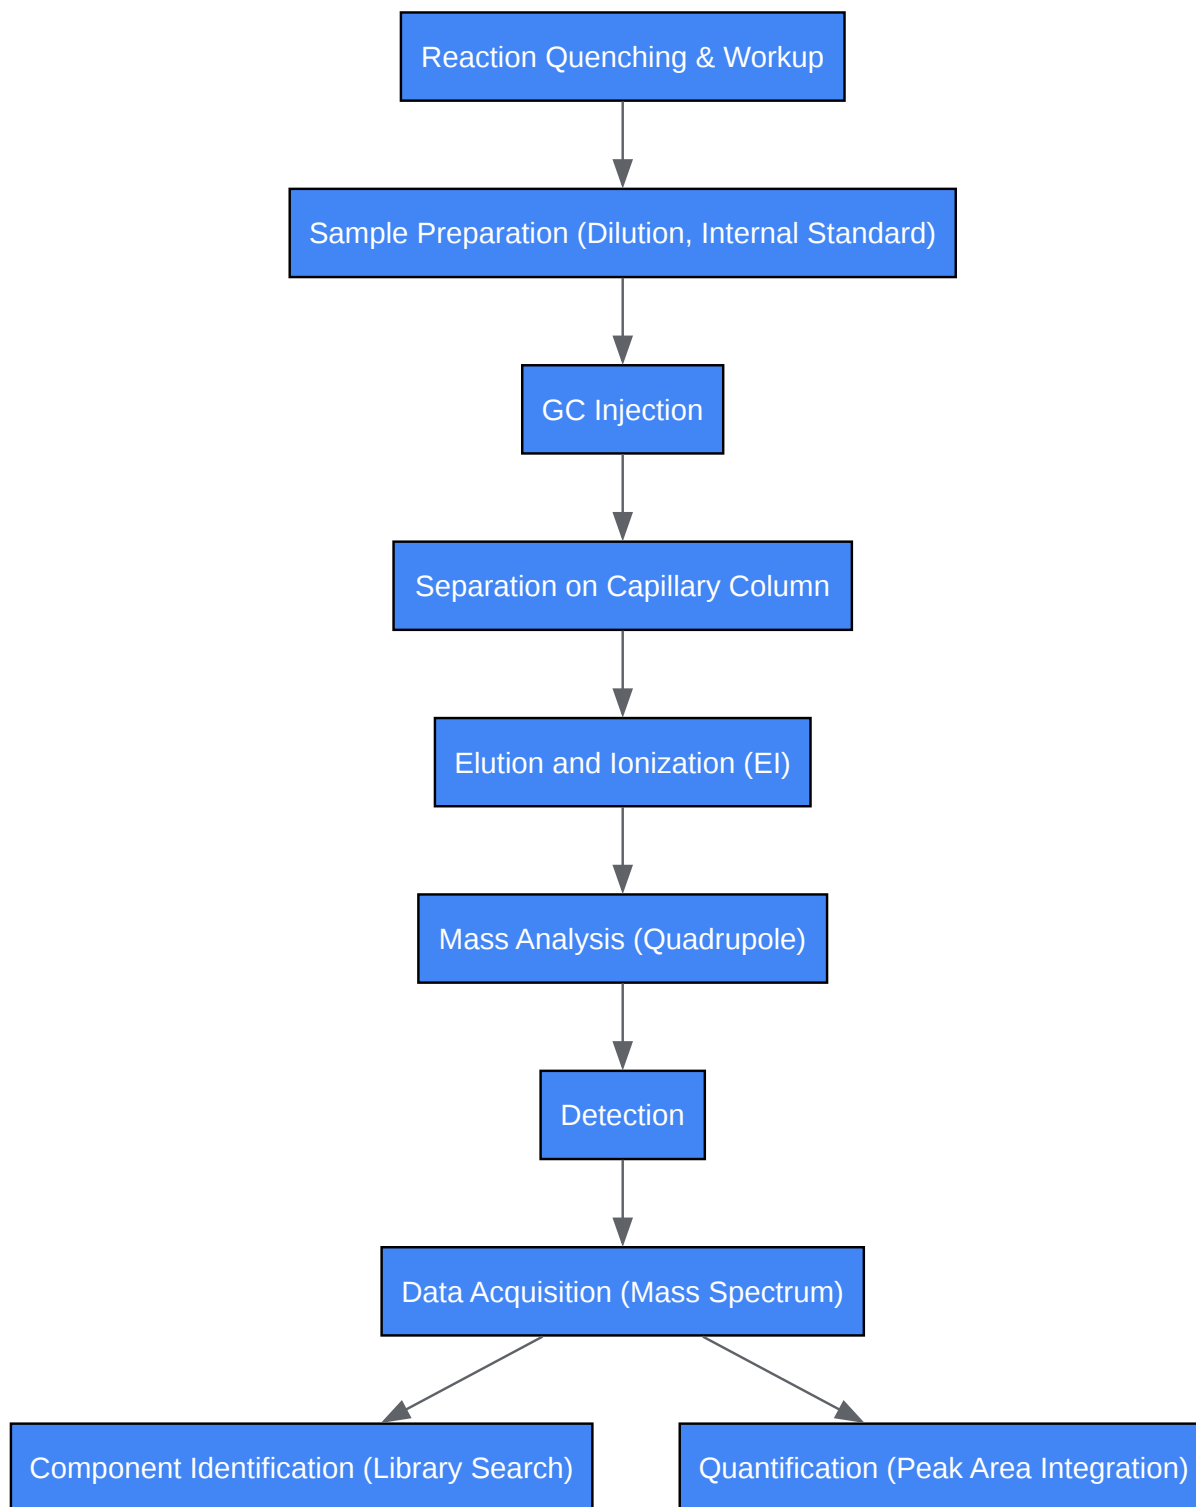 Reaction Quenching & Workup
Sample Preparation (Dilution, Internal Standard)
GC Injection
Separation on Capillary Column
Elution and Ionization (EI)
Mass Analysis (Quadrupole)
Detection
Data Acquisition (Mass Spectrum)
Component Identification (Library Search)
Quantification (Peak Area Integration)